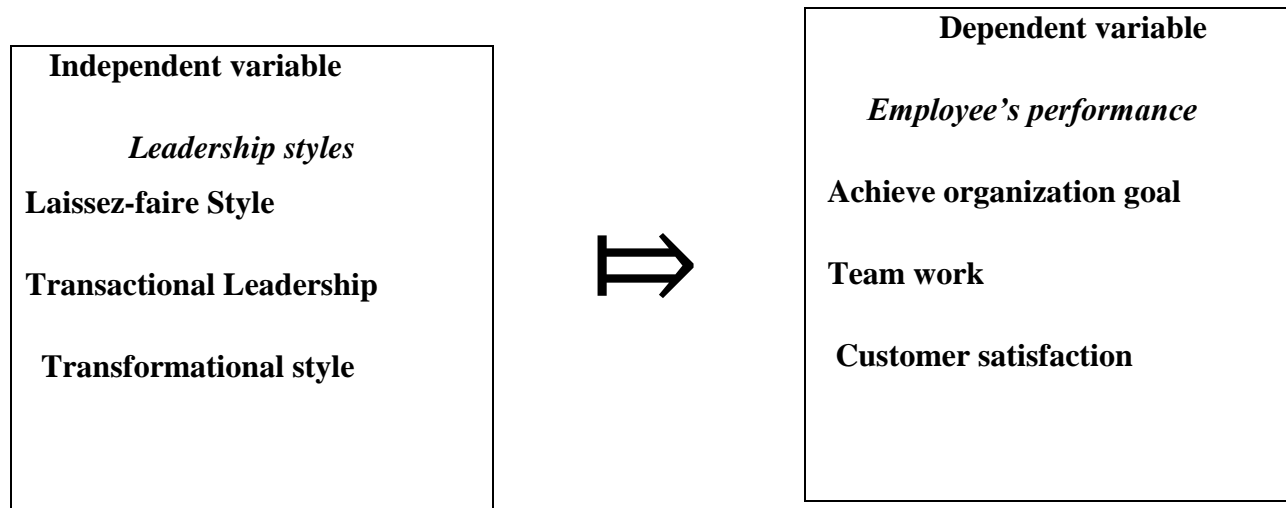 Independent variable
Leadership styles
Laissez-faire Style
Transactional Leadership
Transformational style
Dependent variable
Employee’s performance
Achieve organization goal
Team work
Customer satisfaction